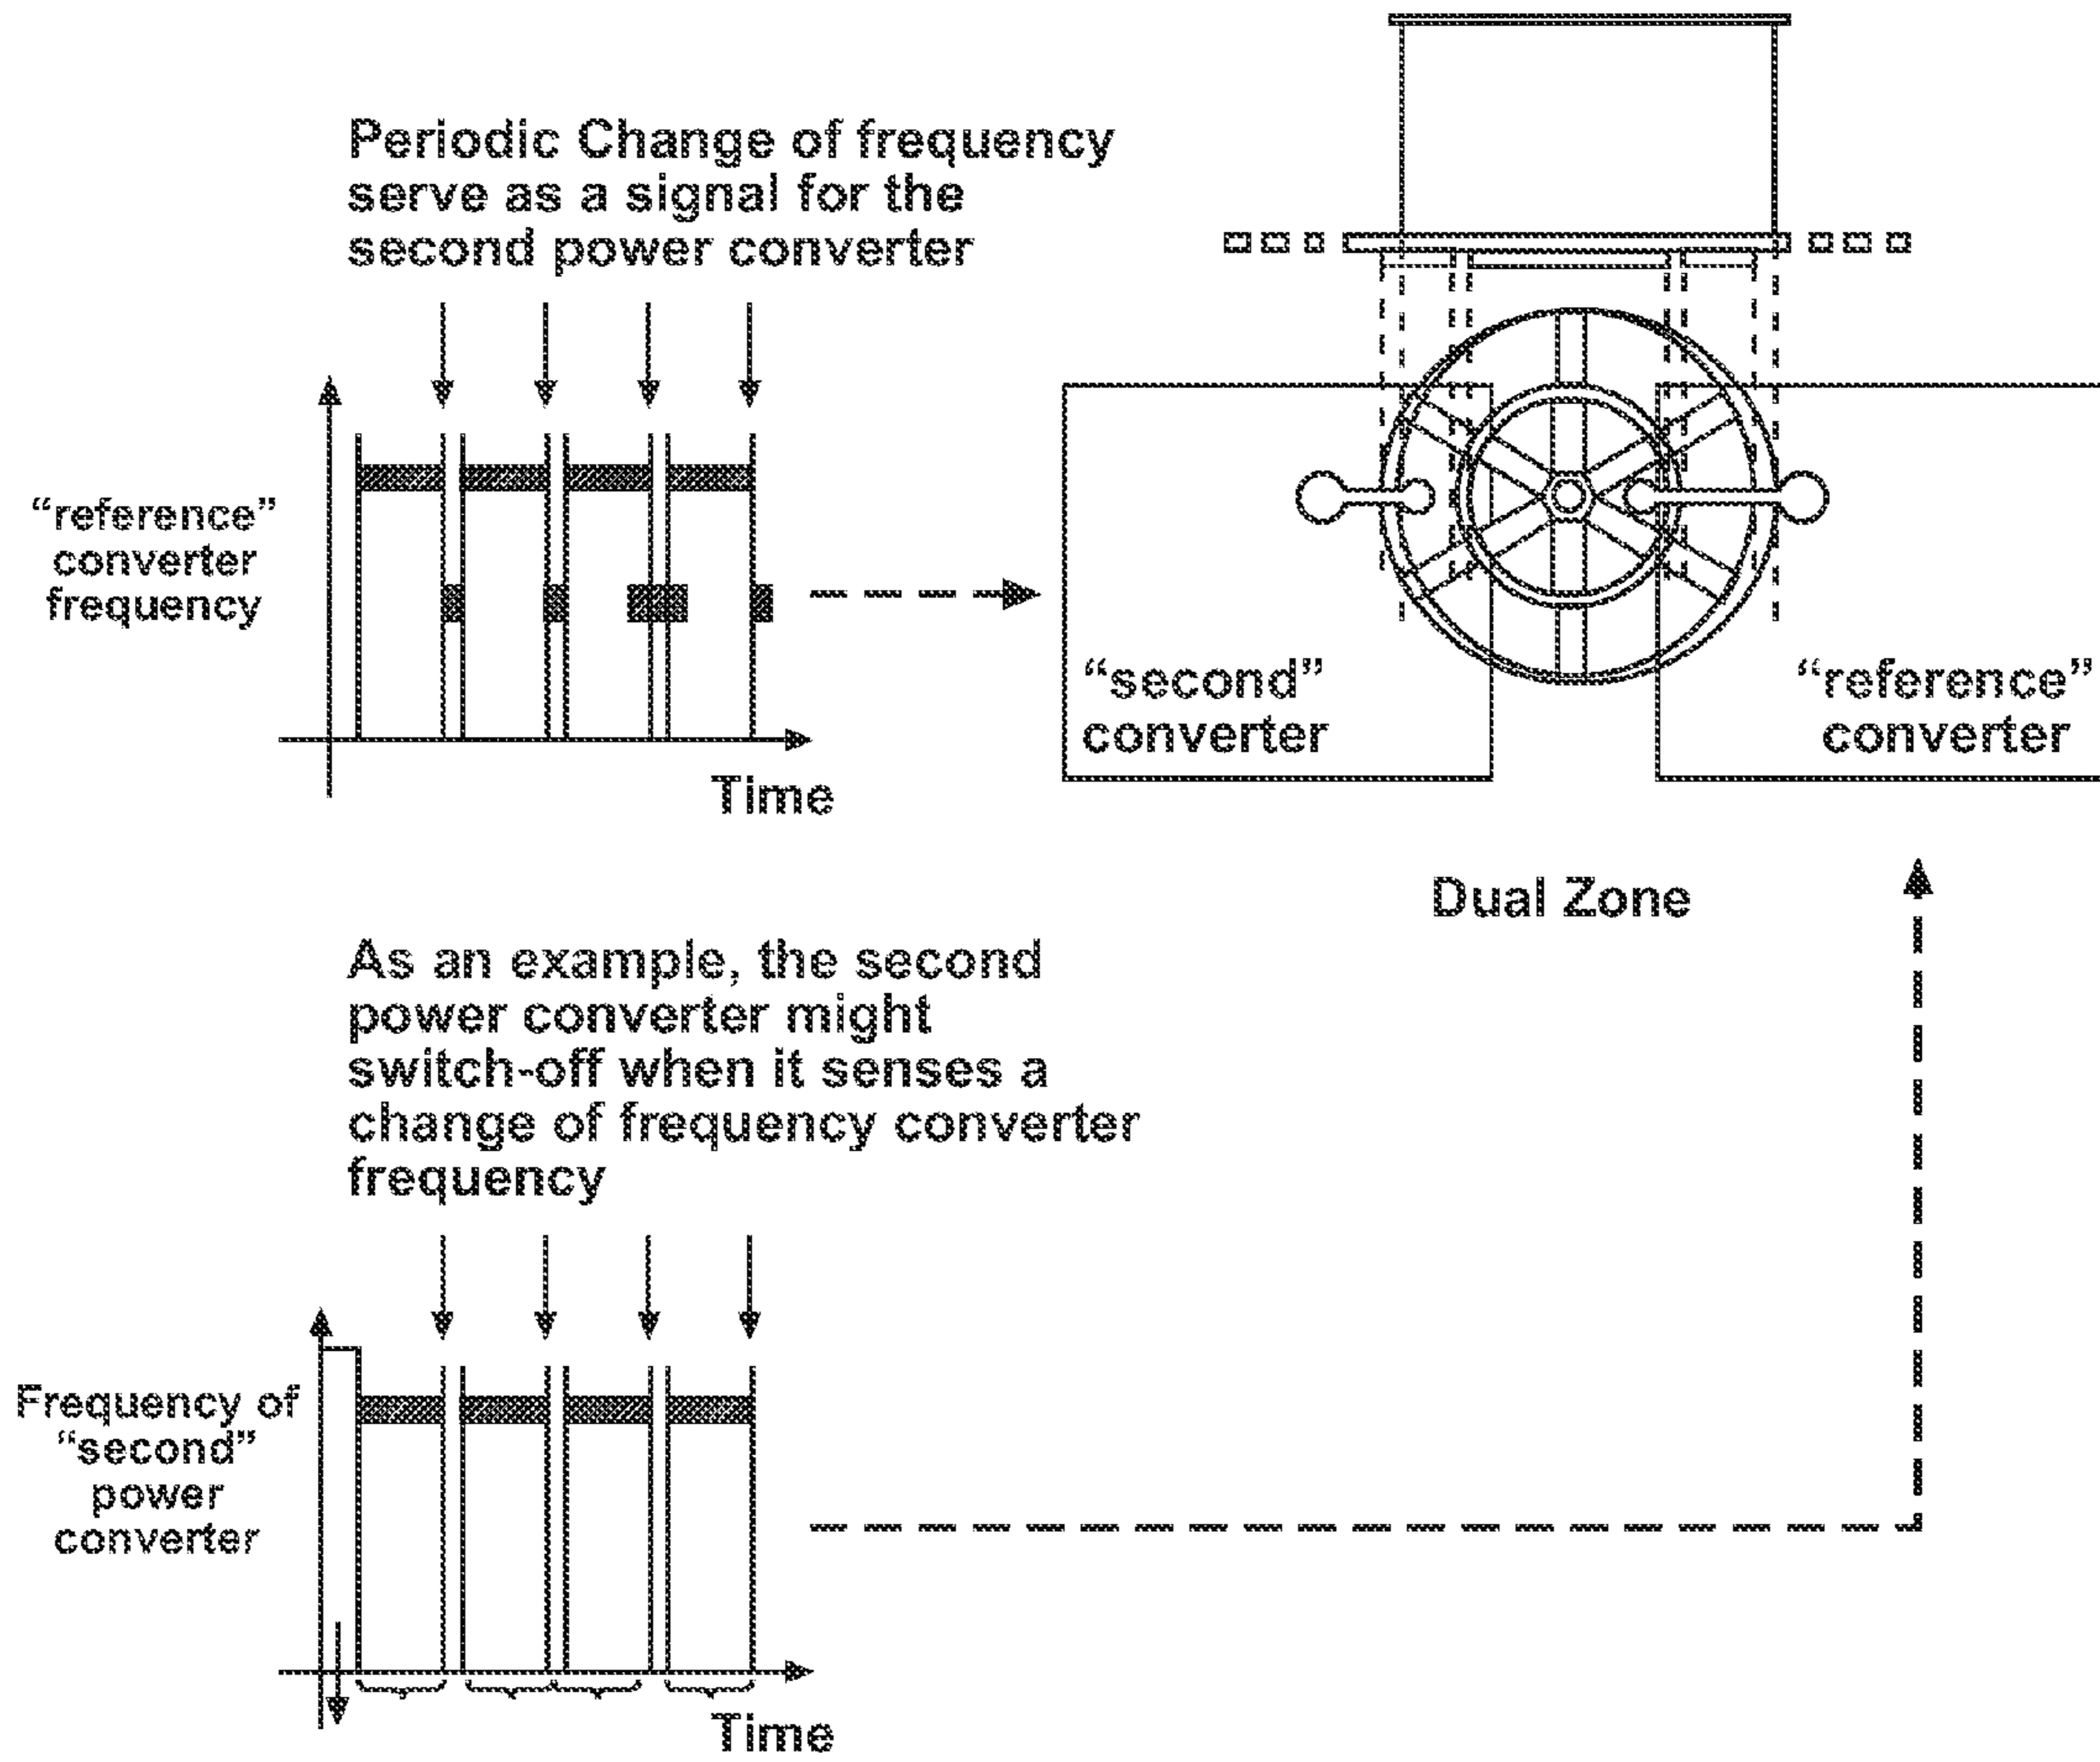 Periodic Change of frequency
serve as a signal for the
second power converter
“reference”
converter
frequency
Time
“second”
converter
“reference”
converter
Dual Zone
As an example, the second
power converter might
switch-off when it senses a
change of frequency converter
frequency
Frequency of
“second”
power
converter
Time